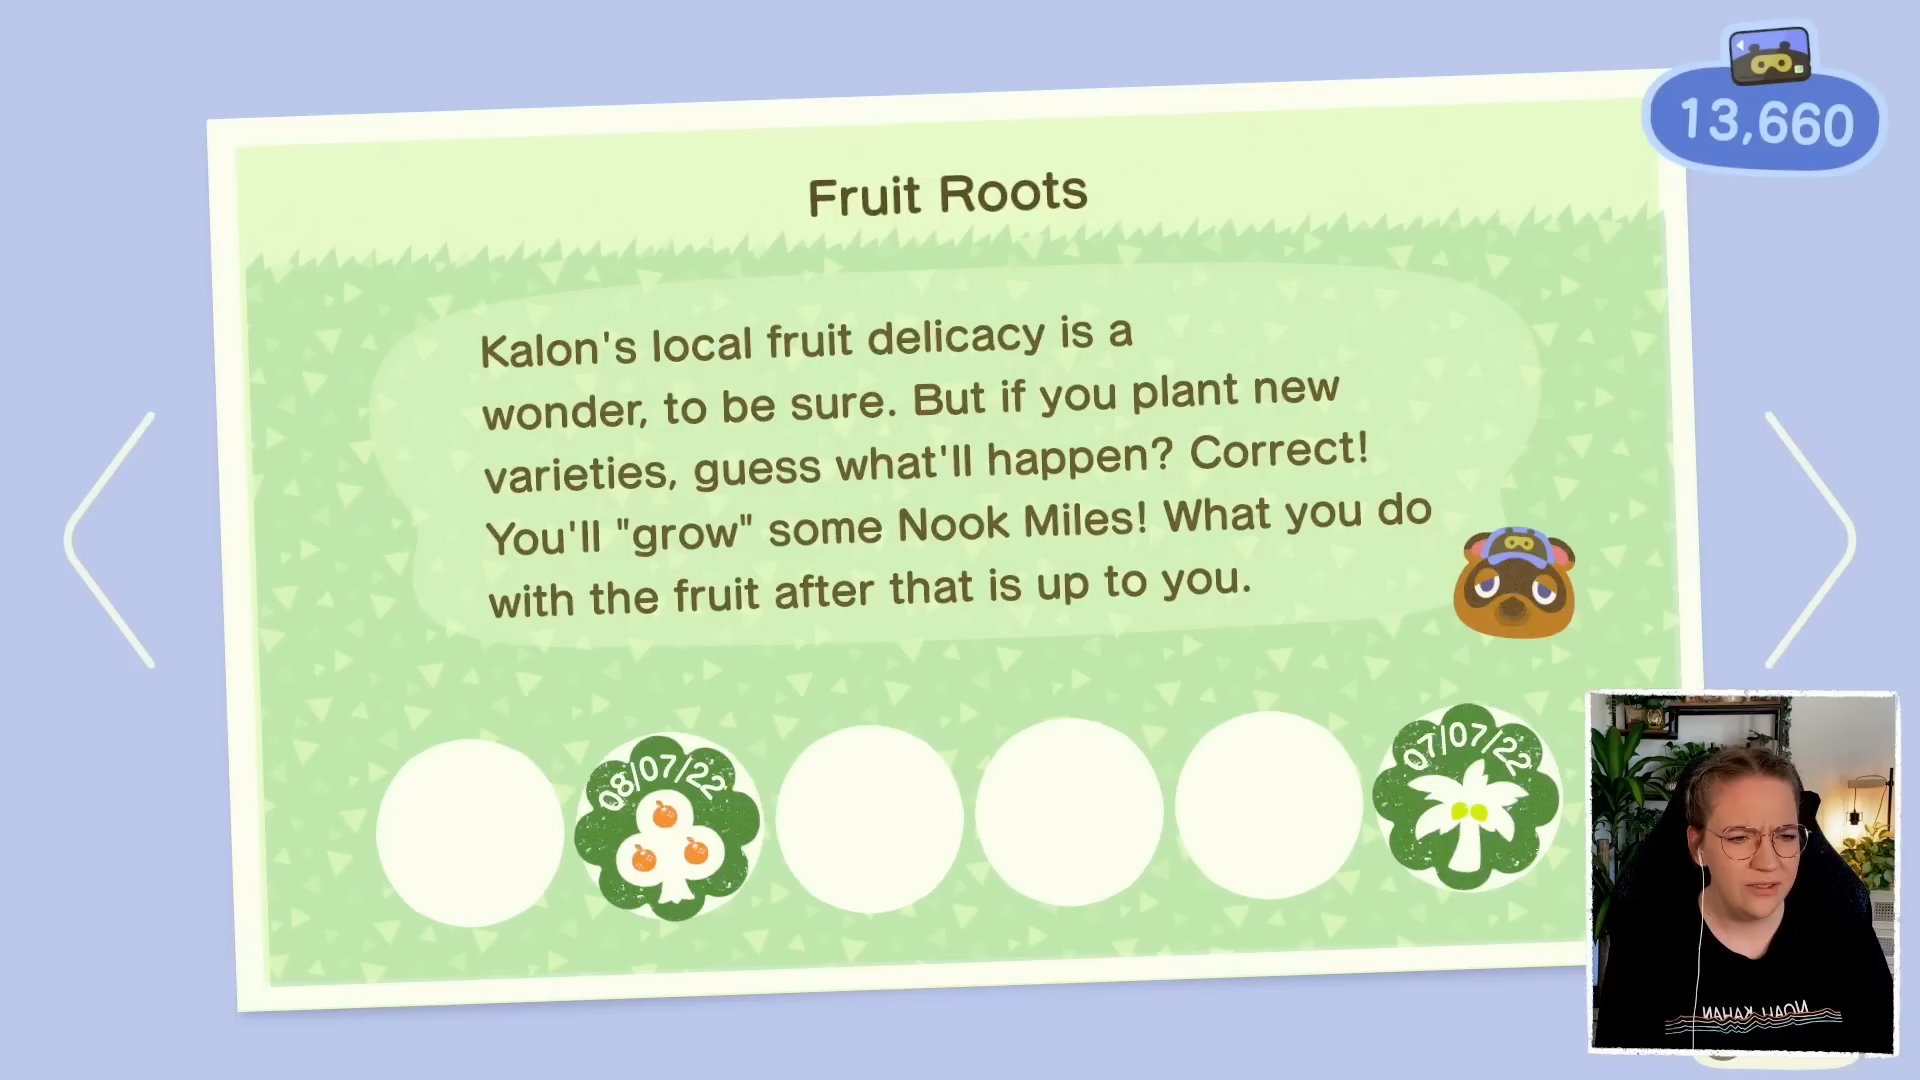 13,660
Fruit Roots
Kalon's local fruit delicacy is a
wonder, to be sure. But if you plant new
varieties, guess what'll happen? Correct!
You'll "grow" some Nook Miles! What you do
with the fruit after that is up to you.
08/07/22
07/07/22
NOAH KAHAN